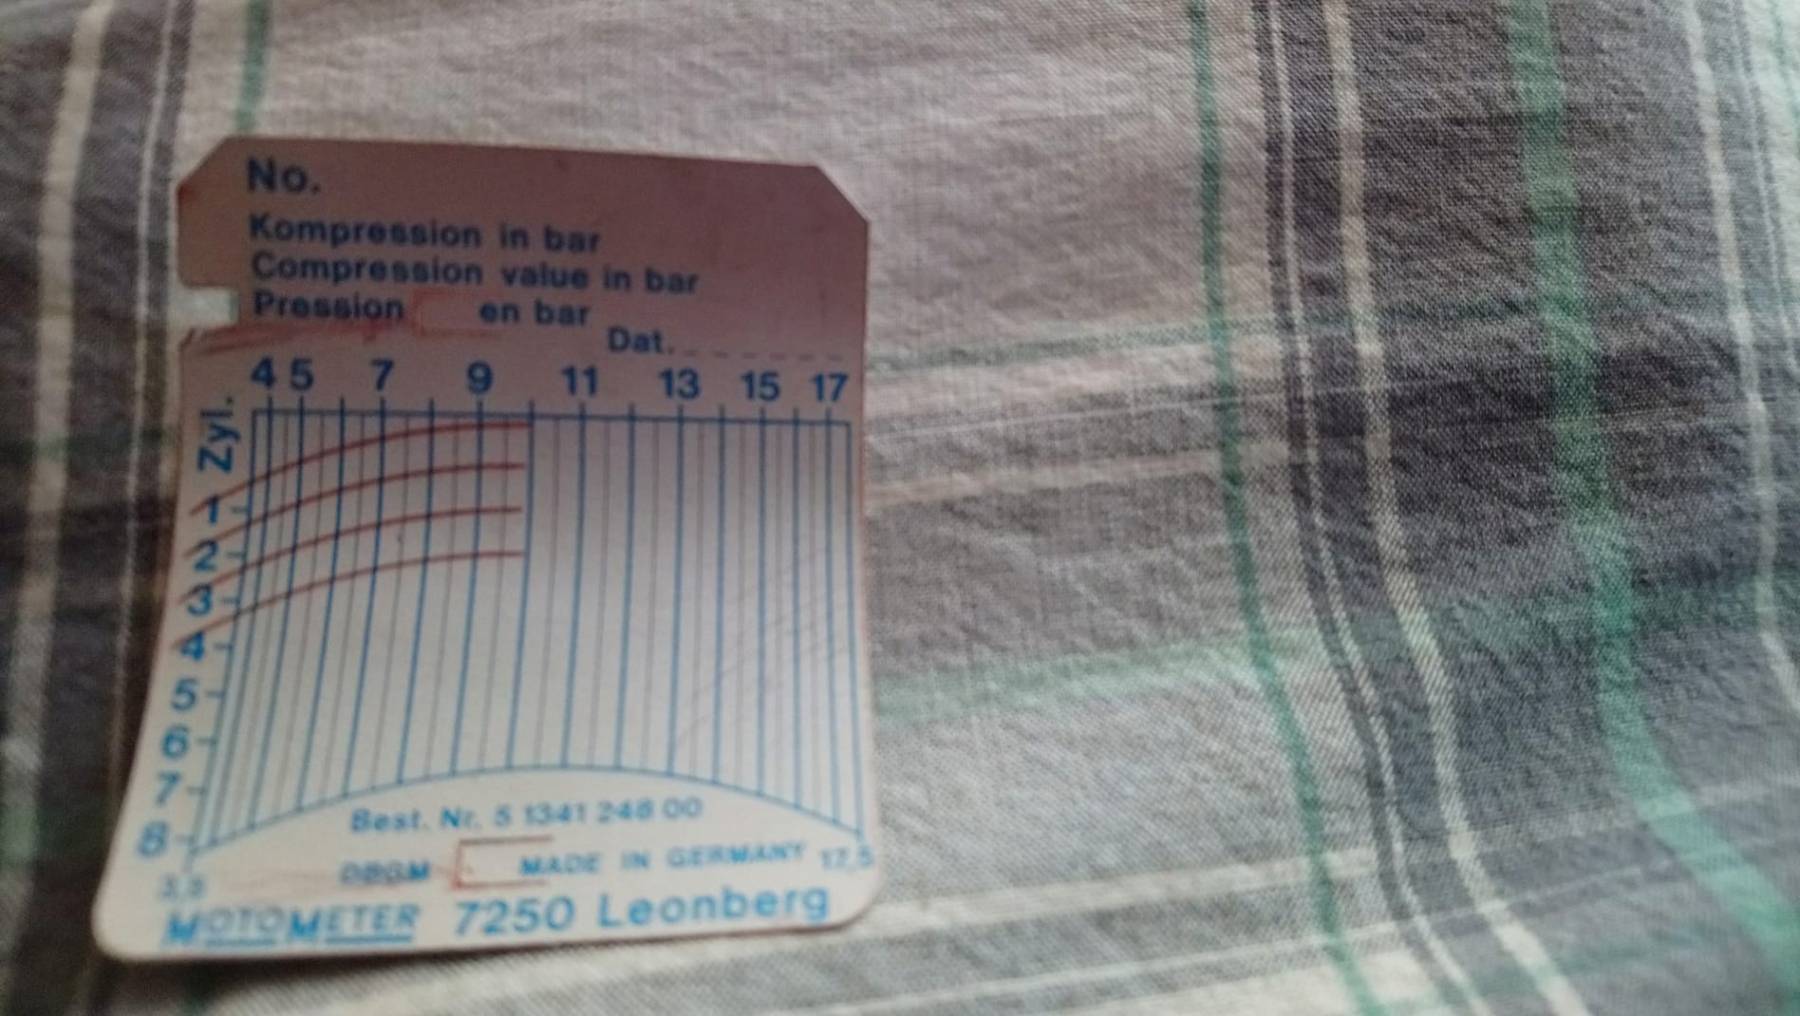 No.
Kompression in bar
Compression value in bar
Pression en bar
Dat.
4 5 7 9 11 13 15 17
Zyl.
1
2
3
4
5
6
7
8
Best. Nr. 5 1341 248 00
DBGM MADE IN GERMANY 17,5
3,5
MOTOMETER 7250 Leonberg